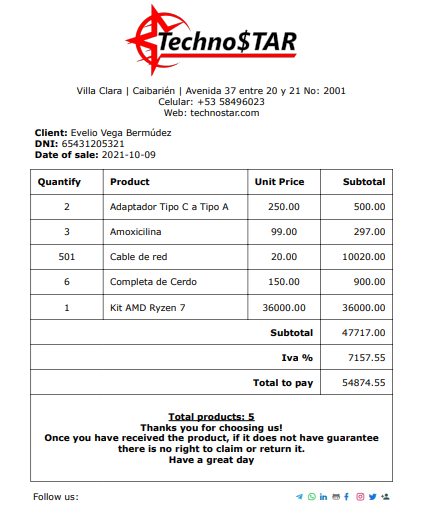 Techno$TAR
Villa Clara | Caibarién | Avenida 37 entre 20 y 21 No: 2001
Celular: +53 58496023
Web: technostar.com
Client: Evelio Vega Bermúdez
DNI: 65431205321
Date of sale: 2021-10-09
Quantify Product Unit Price Subtotal
2 Adaptador Tipo C a Tipo A 250.00 500.00
3 Amoxicilina 99.00 297.00
501 Cable de red 20.00 10020.00
6 Completa de Cerdo 150.00 900.00
1 Kit AMD Ryzen 7 36000.00 36000.00
Subtotal 47717.00
Iva % 7157.55
Total to pay 54874.55
Total products: 5
Thanks you for choosing us!
Once you have received the product, if it does not have guarantee
there is no right to claim or return it.
Have a great day
Follow us: